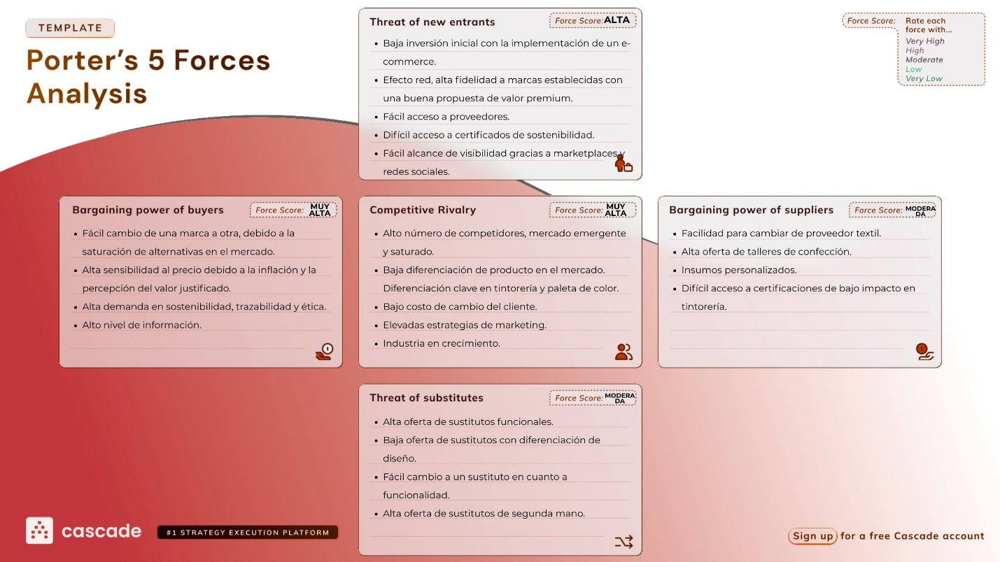 TEMPLATE
Porter's 5 Forces
Analysis
Threat of new entrants
Force Score: ALTA
• Baja inversión inicial con la implementación de un e-
commerce.
• Efecto red, alta fidelidad a marcas establecidas con
una buena propuesta de valor premium.
• Fácil acceso a proveedores.
• Difícil acceso a certificados de sostenibilidad.
• Fácil alcance de visibilidad gracias a marketplaces y
redes sociales.
Force Score:
Rate each
force with...
Very High
High
Moderate
Low
Very Low
Bargaining power of buyers
Force Score: MUY
ALTA
• Fácil cambio de una marca a otra, debido a la
saturación de alternativas en el mercado.
• Alta sensibilidad al precio debido a la inflación y la
percepción del valor justificado.
• Alta demanda en sostenibilidad, trazabilidad y ética.
• Alto nivel de información.
Competitive Rivalry
Force Score: MUY
ALTA
• Alto número de competidores, mercado emergente
y saturado.
• Baja diferenciación de producto en el mercado.
Diferenciación clave en tintorería y paleta de color.
• Bajo costo de cambio del cliente.
• Elevadas estrategias de marketing.
• Industria en crecimiento.
Bargaining power of suppliers
Force Score: MODERA
DA
• Facilidad para cambiar de proveedor textil.
• Alta oferta de talleres de confección.
• Insumos personalizados.
• Difícil acceso a certificaciones de bajo impacto en
tintorería.
Threat of substitutes
Force Score: MODERA
DA
• Alta oferta de sustitutos funcionales.
• Baja oferta de sustitutos con diferenciación de
diseño.
• Fácil cambio a un sustituto en cuanto a
funcionalidad.
• Alta oferta de sustitutos de segunda mano.
cascade
#1 STRATEGY EXECUTION PLATFORM
Sign up for a free Cascade account